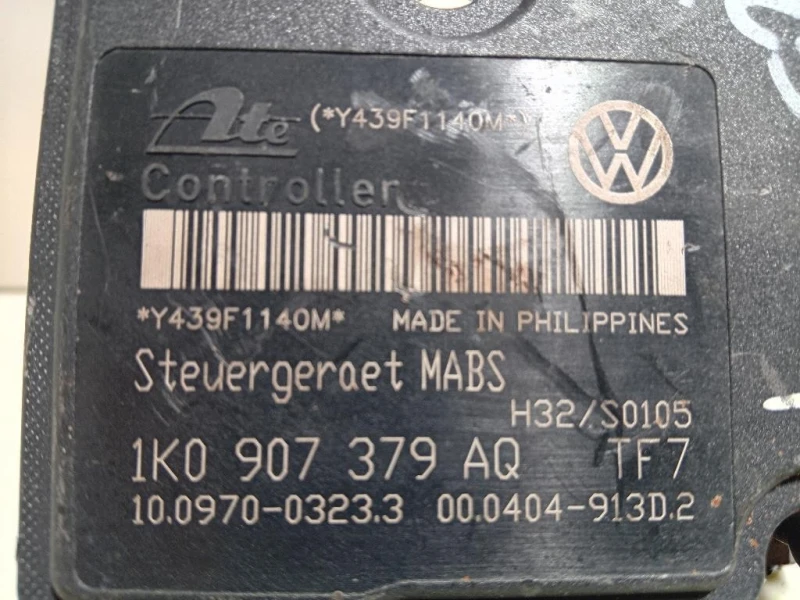 Ate (*Y439F1140M*)
Controller
*Y439F1140M* MADE IN PHILIPPINES
Steuergeraet MABS
H32/S0105
1K0 907 379 AQ TF7
10.0970-0323.3 00.0404-913D.2